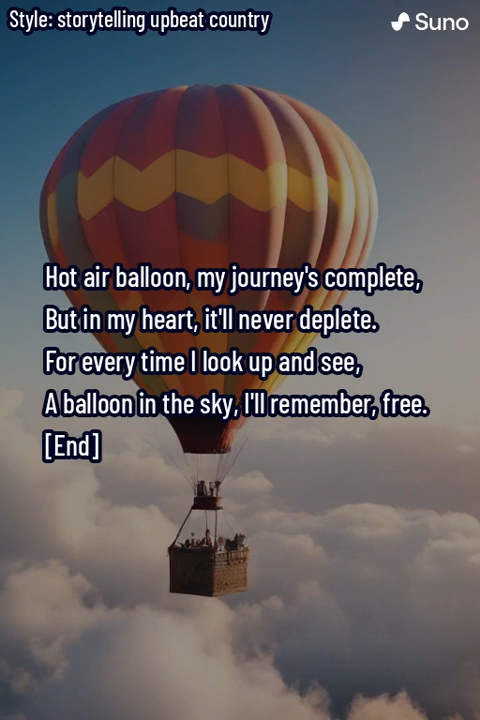 Style: storytelling upbeat country
Suno
Hot air balloon, my journey's complete,
But in my heart, it'll never deplete.
For every time I look up and see,
A balloon in the sky, I'll remember, free.
[End]